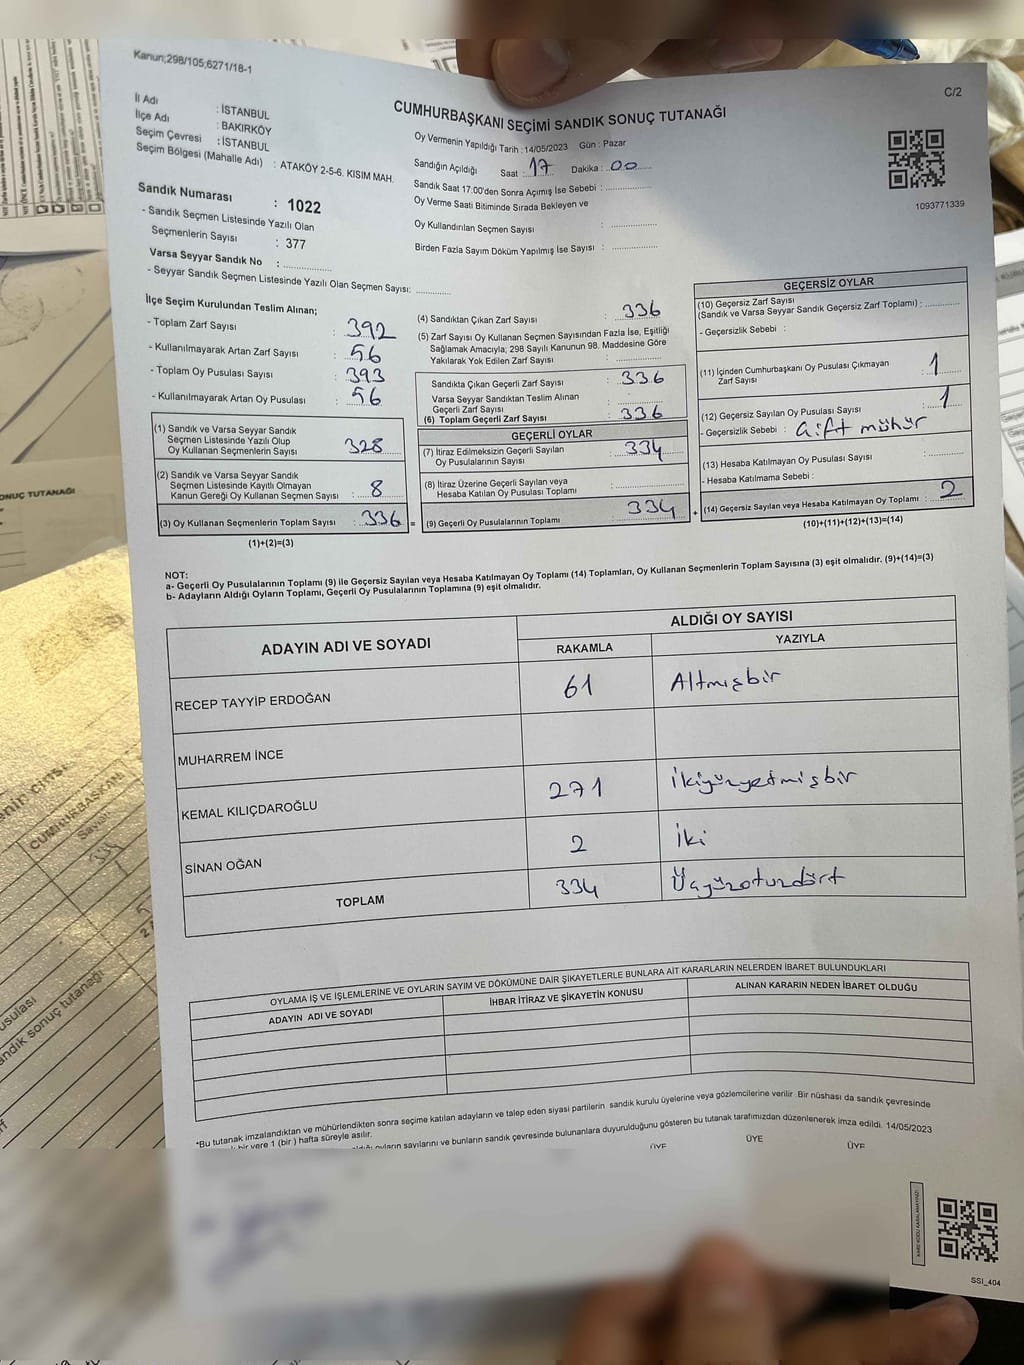 Kanun;298/105;6271/18-1
C/2
CUMHURBAŞKANI SEÇİMİ SANDIK SONUÇ TUTANAĞI
İl Adı : İSTANBUL
İlçe Adı : BAKIRKÖY
Seçim Çevresi : İSTANBUL
Seçim Bölgesi (Mahalle Adı) : ATAKÖY 2-5-6. KISIM MAH.
Sandık Numarası : 1022
- Sandık Seçmen Listesinde Yazılı Olan
Seçmenlerin Sayısı : 377
Varsa Seyyar Sandık No :
- Seyyar Sandık Seçmen Listesinde Yazılı Olan Seçmen Sayısı:
Oy Vermenin Yapıldığı Tarih : 14/05/2023 Gün : Pazar
Sandığın Açıldığı Saat : 17 Dakika : 00
Sandık Saat 17:00'den Sonra Açımış İse Sebebi :
Oy Verme Saati Bitiminde Sırada Bekleyen ve
Oy Kullandırılan Seçmen Sayısı :
Birden Fazla Sayım Döküm Yapılmış İse Sayısı :
1093771339
İlçe Seçim Kurulundan Teslim Alınan;
- Toplam Zarf Sayısı : 392
- Kullanılmayarak Artan Zarf Sayısı : 56
- Toplam Oy Pusulası Sayısı : 393
- Kullanılmayarak Artan Oy Pusulası : 56
(1) Sandık ve Varsa Seyyar Sandık
Seçmen Listesinde Yazılı Olup
Oy Kullanan Seçmenlerin Sayısı : 328
(2) Sandık ve Varsa Seyyar Sandık
Seçmen Listesinde Kayıtlı Olmayan
Kanun Gereği Oy Kullanan Seçmen Sayısı : 8
(3) Oy Kullanan Seçmenlerin Toplam Sayısı : 336 =
(1)+(2)=(3)
(4) Sandıktan Çıkan Zarf Sayısı : 336
(5) Zarf Sayısı Oy Kullanan Seçmen Sayısından Fazla İse, Eşitliği
Sağlamak Amacıyla, 298 Sayılı Kanunun 98. Maddesine Göre
Yakılarak Yok Edilen Zarf Sayısı :
Sandıkta Çıkan Geçerli Zarf Sayısı : 336
Varsa Seyyar Sandıktan Teslim Alınan
Geçerli Zarf Sayısı :
(6) Toplam Geçerli Zarf Sayısı : 336
GEÇERLİ OYLAR
(7) İtiraz Edilmeksizin Geçerli Sayılan
Oy Pusulalarının Sayısı : 334
(8) İtiraz Üzerine Geçerli Sayılan veya
Hesaba Katılan Oy Pusulası Toplamı :
(9) Geçerli Oy Pusulalarının Toplamı : 334 +
GEÇERSİZ OYLAR
(10) Geçersiz Zarf Sayısı
(Sandık ve Varsa Seyyar Sandık Geçersiz Zarf Toplamı) :
- Geçersizlik Sebebi :
(11) İçinden Cumhurbaşkanı Oy Pusulası Çıkmayan
Zarf Sayısı : 1
(12) Geçersiz Sayılan Oy Pusulası Sayısı : 1
- Geçersizlik Sebebi : Çift mühür
(13) Hesaba Katılmayan Oy Pusulası Sayısı :
- Hesaba Katılmama Sebebi :
(14) Geçersiz Sayılan veya Hesaba Katılmayan Oy Toplamı : 2
(10)+(11)+(12)+(13)=(14)
NOT:
a- Geçerli Oy Pusulalarının Toplamı (9) ile Geçersiz Sayılan veya Hesaba Katılmayan Oy Toplamı (14) Toplamları, Oy Kullanan Seçmenlerin Toplam Sayısına (3) eşit olmalıdır. (9)+(14)=(3)
b- Adayların Aldığı Oyların Toplamı, Geçerli Oy Pusulalarının Toplamına (9) eşit olmalıdır.
ADAYIN ADI VE SOYADI
ALDIĞI OY SAYISI
RAKAMLA YAZIYLA
RECEP TAYYİP ERDOĞAN 61 Altmışbir
MUHARREM İNCE
KEMAL KILIÇDAROĞLU 271 İkiyüzyetmişbir
SİNAN OĞAN 2 İki
TOPLAM 334 Üçyüzotuzdört
OYLAMA İŞ VE İŞLEMLERİNE VE OYLARIN SAYIM VE DÖKÜMÜNE DAİR ŞİKAYETLERLE BUNLARA AİT KARARLARIN NELERDEN İBARET BULUNDUKLARI
ADAYIN ADI VE SOYADI İHBAR İTİRAZ VE ŞİKAYETİN KONUSU ALINAN KARARIN NEDEN İBARET OLDUĞU
*Bu tutanak imzalandıktan ve mühürlendikten sonra seçime katılan adayların ve talep eden siyasi partilerin sandık kurulu üyelerine veya gözlemcilerine verilir. Bir nüshası da sandık çevresinde
bir yere 1 (bir) hafta süreyle asılır.
oyların sayılarını ve bunların sandık çevresinde bulunanlara duyurulduğunu gösteren bu tutanak tarafımızdan düzenlenerek imza edildi. 14/05/2023
ÜYE ÜYE ÜYE
SSI_404
ONUÇ TUTANAĞI
CUMHURBAŞKANI
Sayısı
sandık sonuç tutanağı